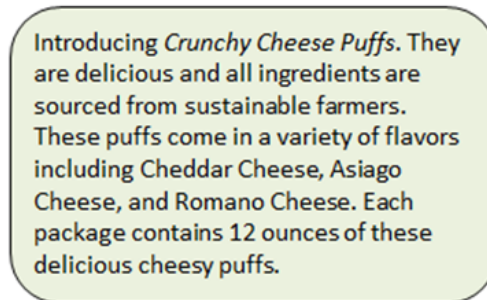 Introducing Crunchy Cheese Puffs. They
are delicious and all ingredients are
sourced from sustainable farmers.
These puffs come in a variety of flavors
including Cheddar Cheese, Asiago
Cheese, and Romano Cheese. Each
package contains 12 ounces of these
delicious cheesy puffs.